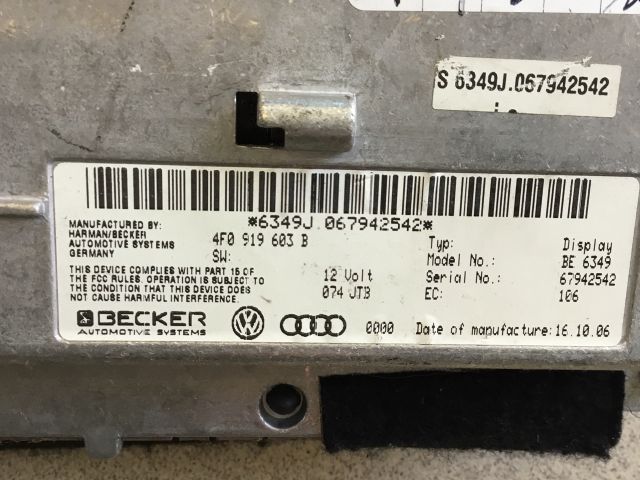 S 6349J.067942542
*6349J.067942542*
MANUFACTURED BY:
HARMAN/BECKER
AUTOMOTIVE SYSTEMS
GERMANY
4F0 919 603 B
SW:
THIS DEVICE COMPLIES WITH PART 15 OF
THE FCC RULES. OPERATION IS SUBJECT TO
THE CONDITION THAT THIS DEVICE DOES
NOT CAUSE HARMFUL INTERFERENCE.
12 Volt
074 JTB
Typ: Display
Model No.: BE 6349
Serial No.: 67942542
EC: 106
BECKER
AUTOMOTIVE SYSTEMS
0000 Date of manufacture: 16.10.06